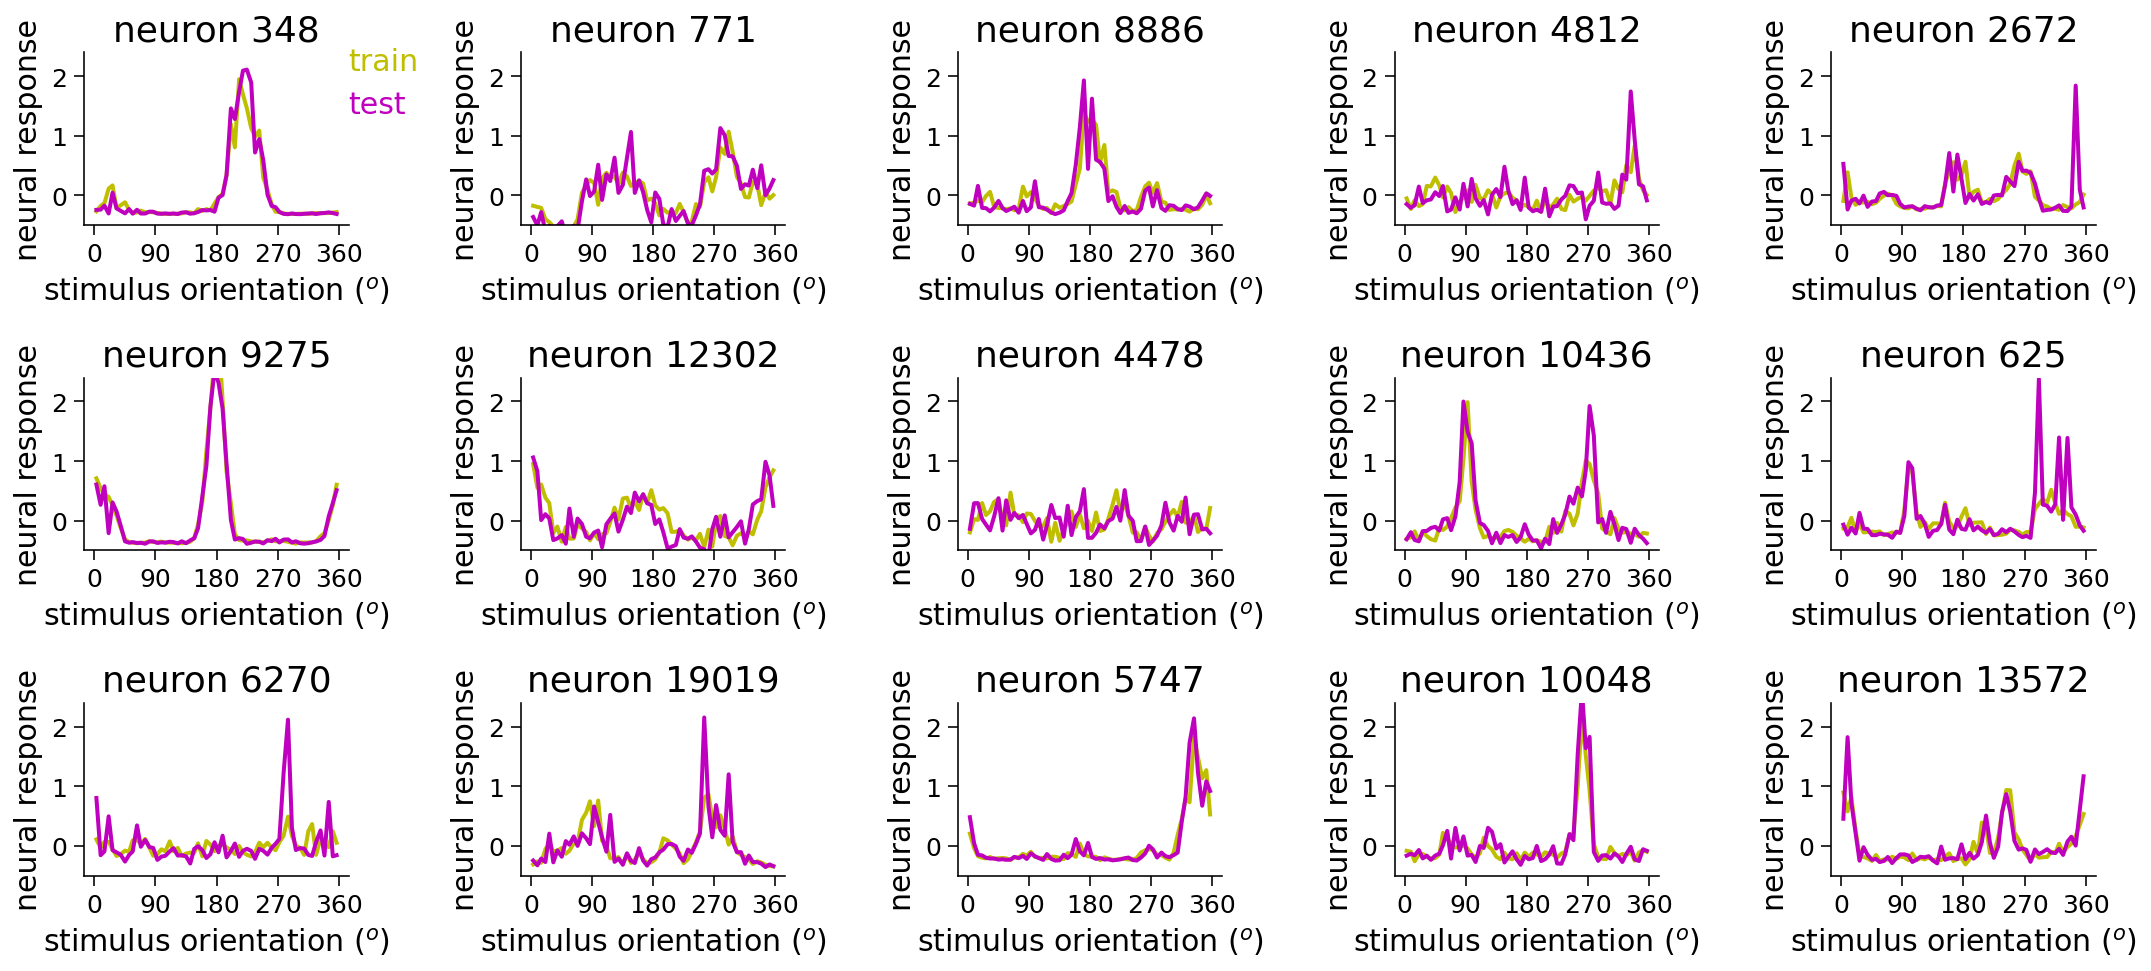 neuron 348
train
test
neural response
2
1
0
0 90 180 270 360
stimulus orientation (o)
neuron 771
neural response
2
1
0
0 90 180 270 360
stimulus orientation (o)
neuron 8886
neural response
2
1
0
0 90 180 270 360
stimulus orientation (o)
neuron 4812
neural response
2
1
0
0 90 180 270 360
stimulus orientation (o)
neuron 2672
neural response
2
1
0
0 90 180 270 360
stimulus orientation (o)
neuron 9275
neural response
2
1
0
0 90 180 270 360
stimulus orientation (o)
neuron 12302
neural response
2
1
0
0 90 180 270 360
stimulus orientation (o)
neuron 4478
neural response
2
1
0
0 90 180 270 360
stimulus orientation (o)
neuron 10436
neural response
2
1
0
0 90 180 270 360
stimulus orientation (o)
neuron 625
neural response
2
1
0
0 90 180 270 360
stimulus orientation (o)
neuron 6270
neural response
2
1
0
0 90 180 270 360
stimulus orientation (o)
neuron 19019
neural response
2
1
0
0 90 180 270 360
stimulus orientation (o)
neuron 5747
neural response
2
1
0
0 90 180 270 360
stimulus orientation (o)
neuron 10048
neural response
2
1
0
0 90 180 270 360
stimulus orientation (o)
neuron 13572
neural response
2
1
0
0 90 180 270 360
stimulus orientation (o)